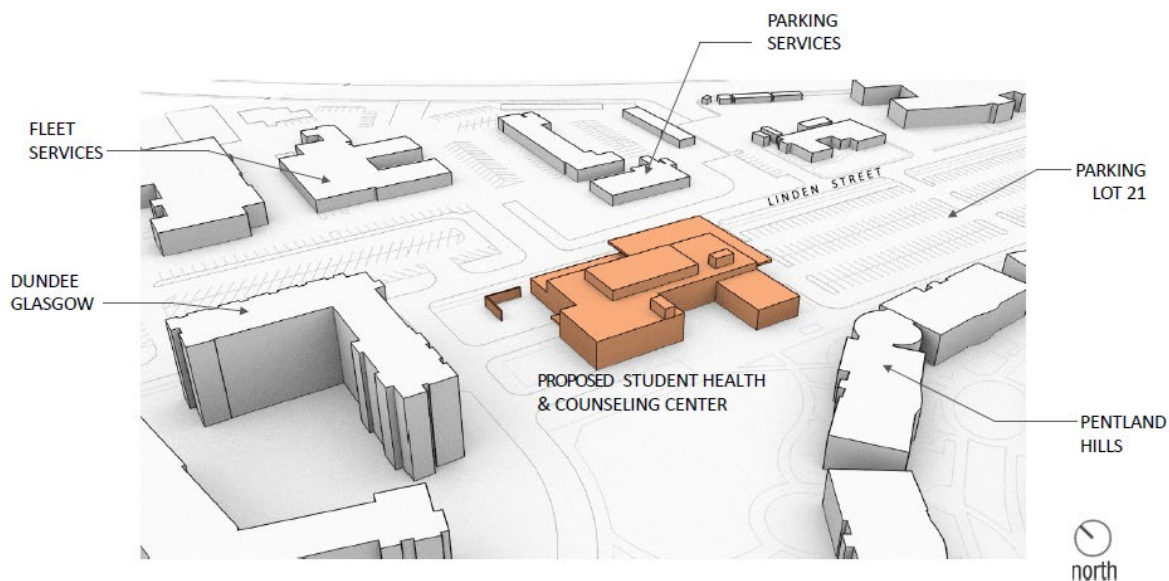 PARKING
SERVICES
FLEET
SERVICES
LINDEN STREET
PARKING
LOT 21
DUNDEE
GLASGOW
PROPOSED STUDENT HEALTH
& COUNSELING CENTER
PENTLAND
HILLS
north